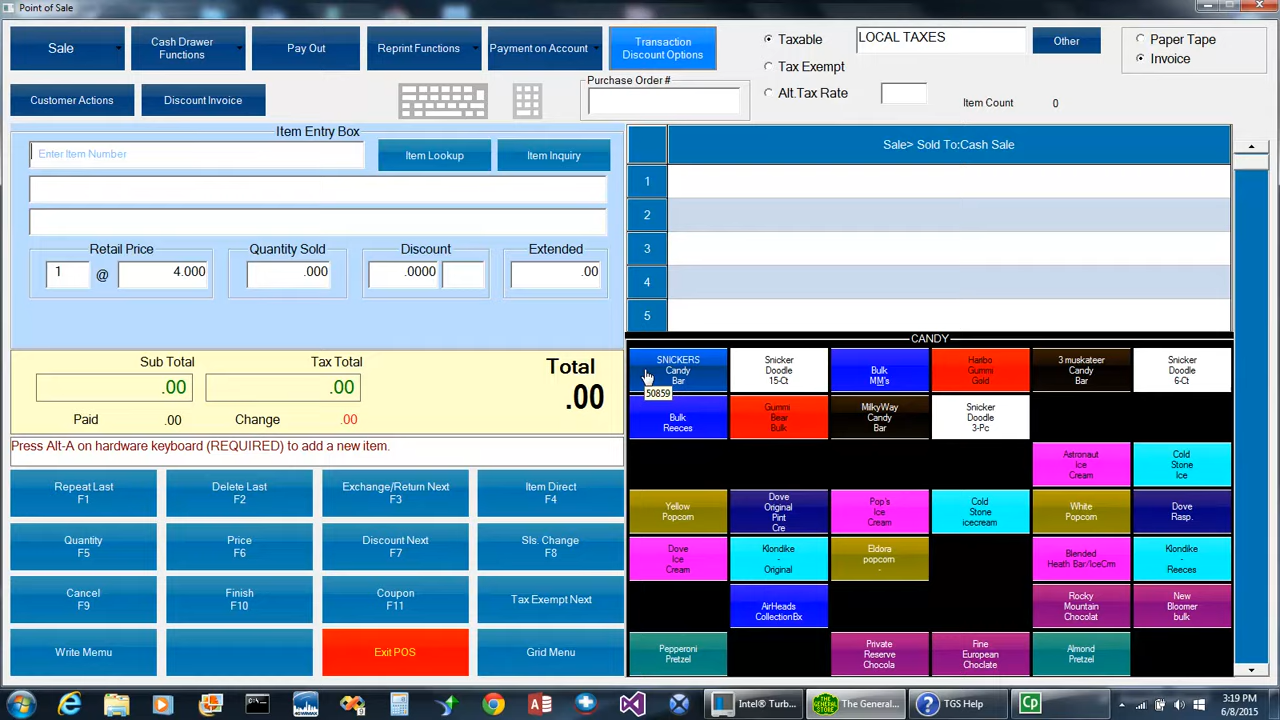 Point of Sale
Sale
Cash Drawer
Functions
Pay Out
Reprint Functions
Payment on Account
Transaction
Discount Options
Taxable
Tax Exempt
Alt.Tax Rate
LOCAL TAXES
Other
Paper Tape
Invoice
Customer Actions
Discount Invoice
Purchase Order #
Item Count
0
Item Entry Box
Enter Item Number
Item Lookup
Item Inquiry
Retail Price
Quantity Sold
Discount
Extended
1
@
4.000
.000
.0000
.00
Sub Total
Tax Total
Total
.00
.00
.00
Paid
.00
Change
.00
Press Alt-A on hardware keyboard (REQUIRED) to add a new item.
Repeat Last
F1
Delete Last
F2
Exchange/Return Next
F3
Item Direct
F4
Quantity
F5
Price
F6
Discount Next
F7
Sls. Change
F8
Cancel
F9
Finish
F10
Coupon
F11
Tax Exempt Next
Write Memu
Exit POS
Grid Menu
Sale> Sold To:Cash Sale
1
2
3
4
5
CANDY
SNICKERS
Candy
Bar
50859
Snicker
Doodle
15-Ct
Bulk
MM's
Haribo
Gummi
Gold
3 muskateer
Candy
Bar
Snicker
Doodle
6-Ct
Bulk
Reeces
Gummi
Bear
Bulk
MilkyWay
Candy
Bar
Snicker
Doodle
3-Pc
Astronaut
Ice
Cream
Cold
Stone
Ice
Yellow
Popcorn
Dove
Original
Pint
Cre
Pop's
Ice
Cream
Cold
Stone
icecream
White
Popcorn
Dove
Rasp.
Dove
Ice
Cream
Klondike
-
Original
Eldora
popcorn
-
Blended
Heath Bar/IceCrm
Klondike
-
Reeces
AirHeads
CollectionBx
Rocky
Mountain
Chocolat
New
Bloomer
bulk
Pepperoni
Pretzel
Private
Reserve
Chocola
Fine
European
Choclate
Almond
Pretzel
Intel® Turb...
The General...
TGS Help
Cp
3:19 PM
6/8/2015